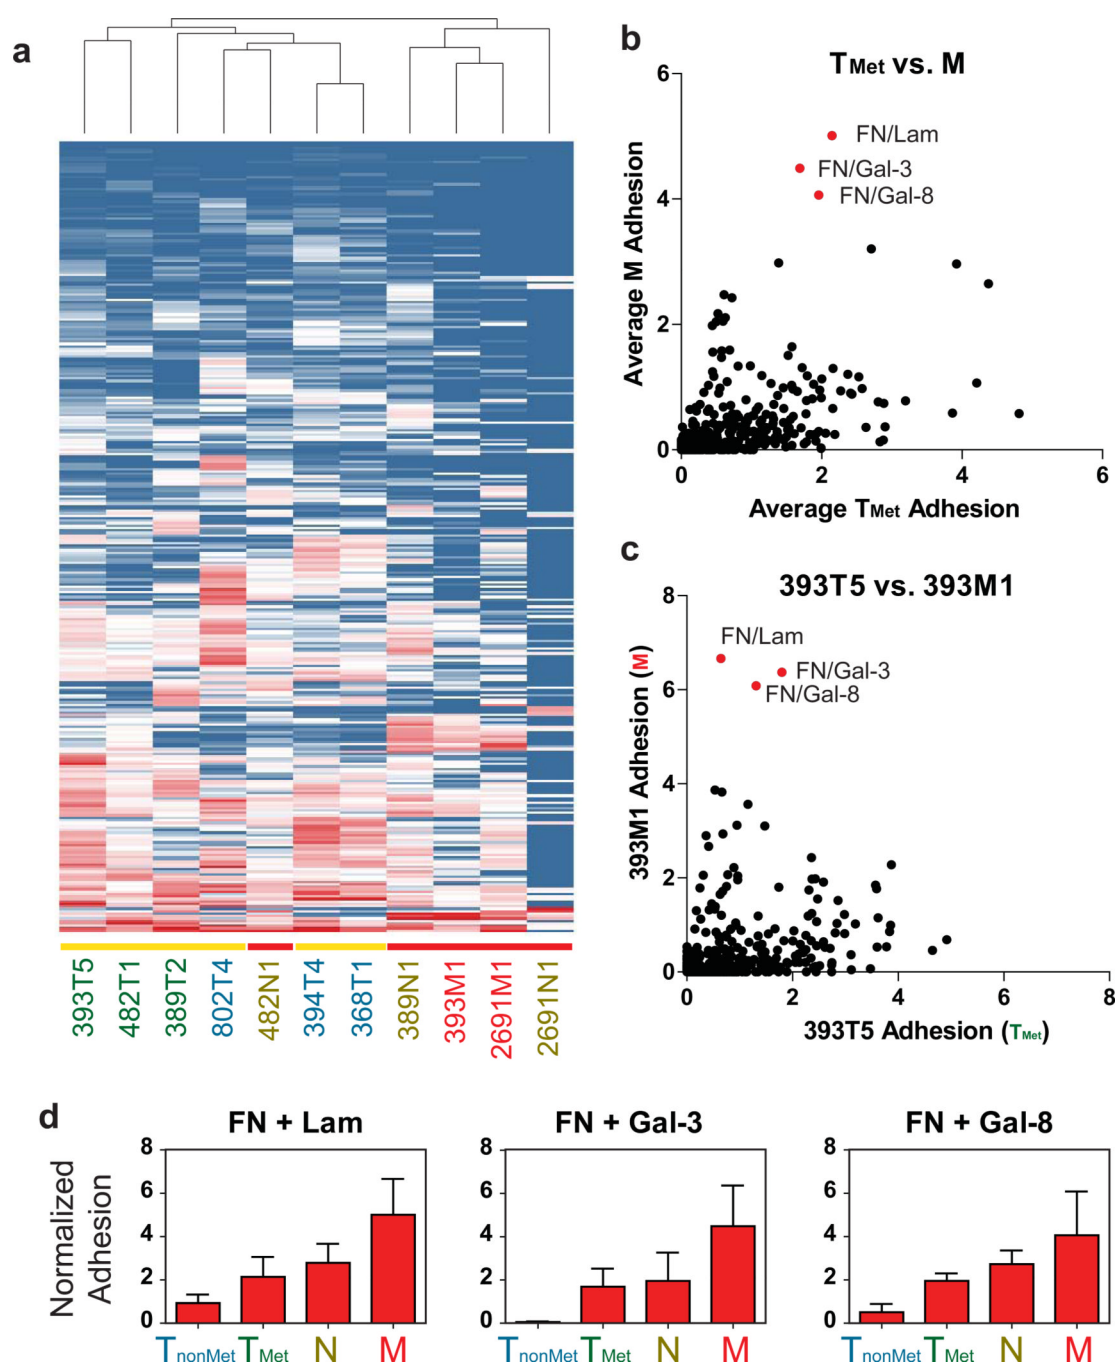 a
393T5
482T1
389T2
802T4
482N1
394T4
368T1
389N1
393M1
2691M1
2691N1
b
TMet vs. M
6
4
2
0
Average M Adhesion
FN/Lam
FN/Gal-3
FN/Gal-8
0 2 4 6
Average TMet Adhesion
c
393T5 vs. 393M1
8
6
4
2
0
393M1 Adhesion (M)
FN/Lam
FN/Gal-3
FN/Gal-8
0 2 4 6 8
393T5 Adhesion (TMet)
d
Normalized
Adhesion
FN + Lam
8
6
4
2
0
TnonMet TMet N M
FN + Gal-3
8
6
4
2
0
TnonMet TMet N M
FN + Gal-8
8
6
4
2
0
TnonMet TMet N M